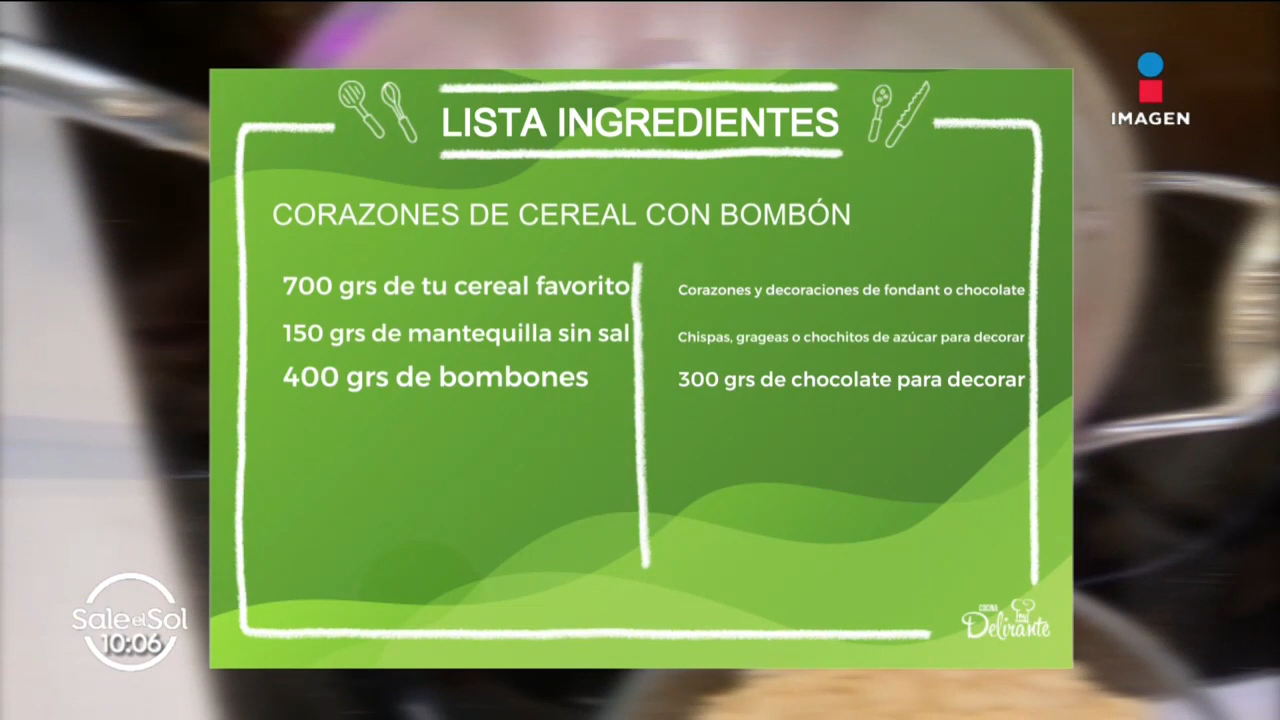 LISTA INGREDIENTES
IMAGEN
CORAZONES DE CEREAL CON BOMBÓN
700 grs de tu cereal favorito
150 grs de mantequilla sin sal
400 grs de bombones
Corazones y decoraciones de fondant o chocolate
Chispas, grageas o chochitos de azúcar para decorar
300 grs de chocolate para decorar
Sale el Sol
10:06
COCINA
Delirante